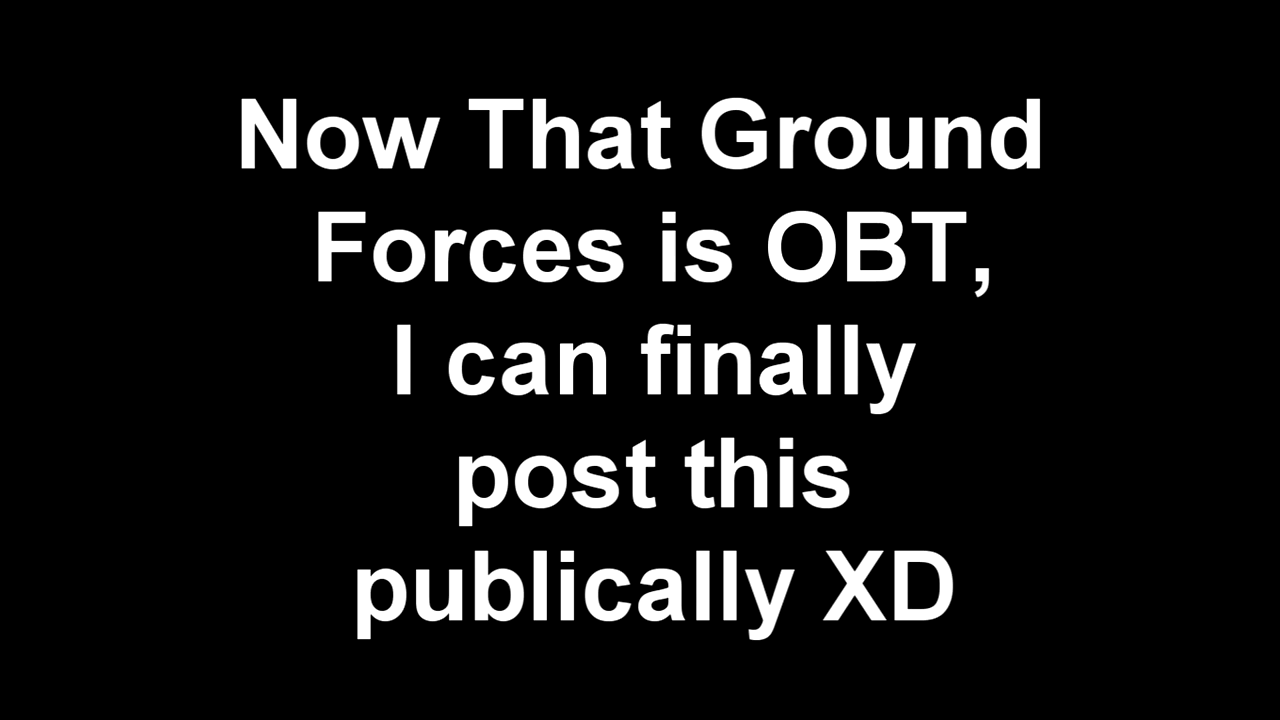 Now That Ground
Forces is OBT,
I can finally
post this
publically XD